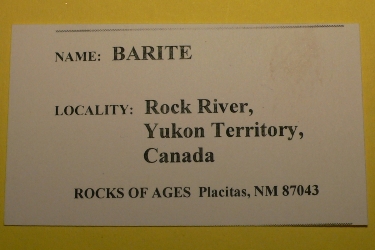 NAME: BARITE
LOCALITY: Rock River,
Yukon Territory,
Canada
ROCKS OF AGES Placitas, NM 87043